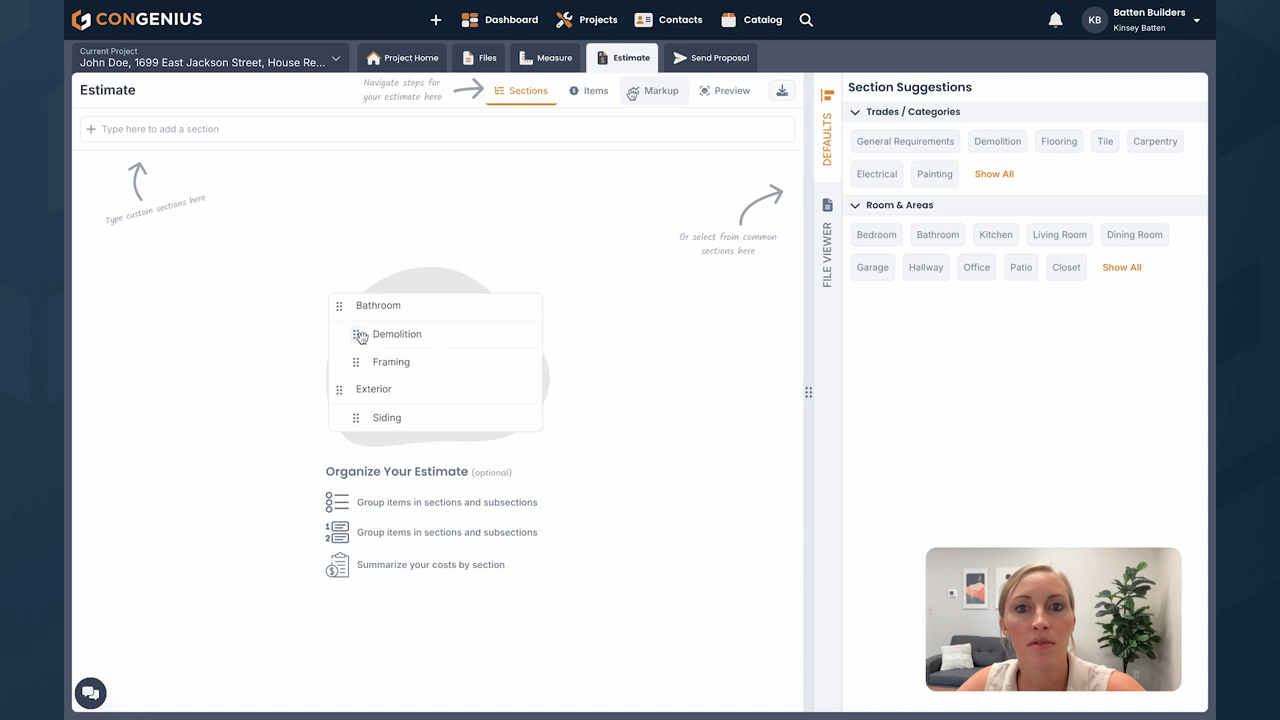 CONGENIUS
Dashboard
Projects
Contacts
Catalog
KB
Batten Builders
Kinsey Batten
Current Project
John Doe, 1699 East Jackson Street, House Re...
Project Home
Files
Measure
Estimate
Send Proposal
Estimate
Navigate steps for
your estimate here
Sections
Items
Markup
Preview
Type here to add a section
Type custom sections here
Or select from common
sections here
Bathroom
Demolition
Framing
Exterior
Siding
Organize Your Estimate (optional)
Group items in sections and subsections
1
2
Group items in sections and subsections
$
Summarize your costs by section
DEFAULTS
FILE VIEWER
Section Suggestions
Trades / Categories
General Requirements
Demolition
Flooring
Tile
Carpentry
Electrical
Painting
Show All
Room & Areas
Bedroom
Bathroom
Kitchen
Living Room
Dining Room
Garage
Hallway
Office
Patio
Closet
Show All